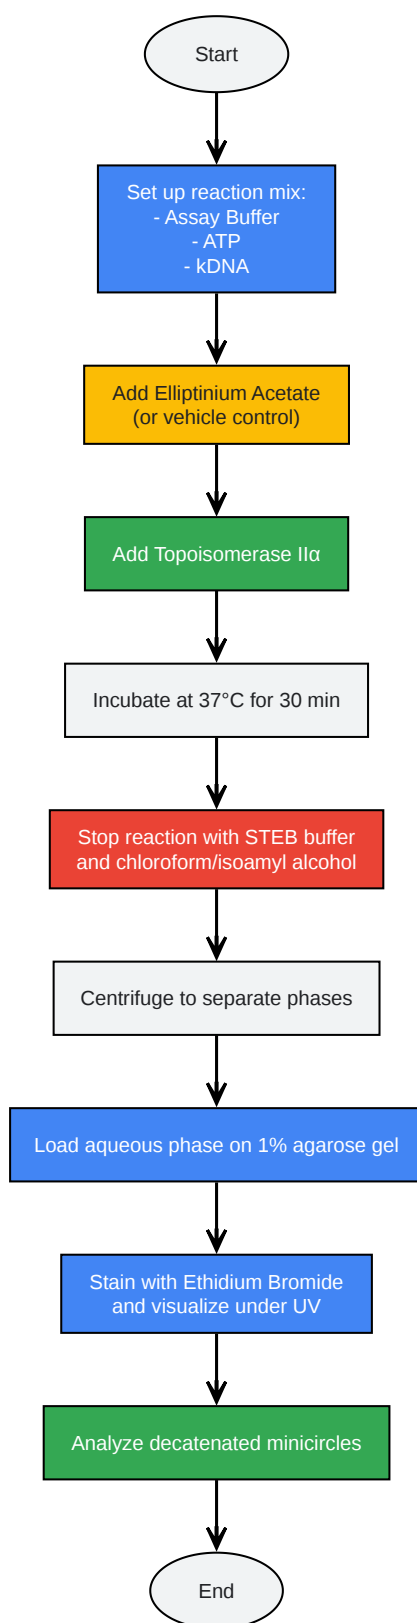 Start
Set up reaction mix:
- Assay Buffer
- ATP
- kDNA
Add Elliptinium Acetate
(or vehicle control)
Add Topoisomerase IIα
Incubate at 37°C for 30 min
Stop reaction with STEB buffer
and chloroform/isoamyl alcohol
Centrifuge to separate phases
Load aqueous phase on 1% agarose gel
Stain with Ethidium Bromide
and visualize under UV
Analyze decatenated minicircles
End